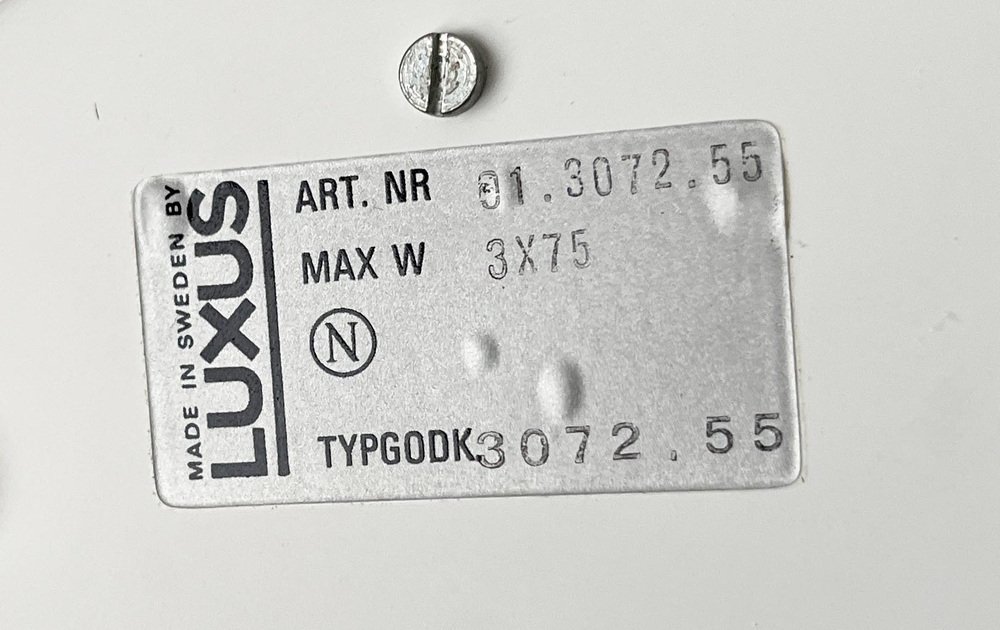 MADE IN SWEDEN BY
LUXUS
ART. NR 01.3072.55
MAX W 3X75
N
TYPGODK. 3072.55